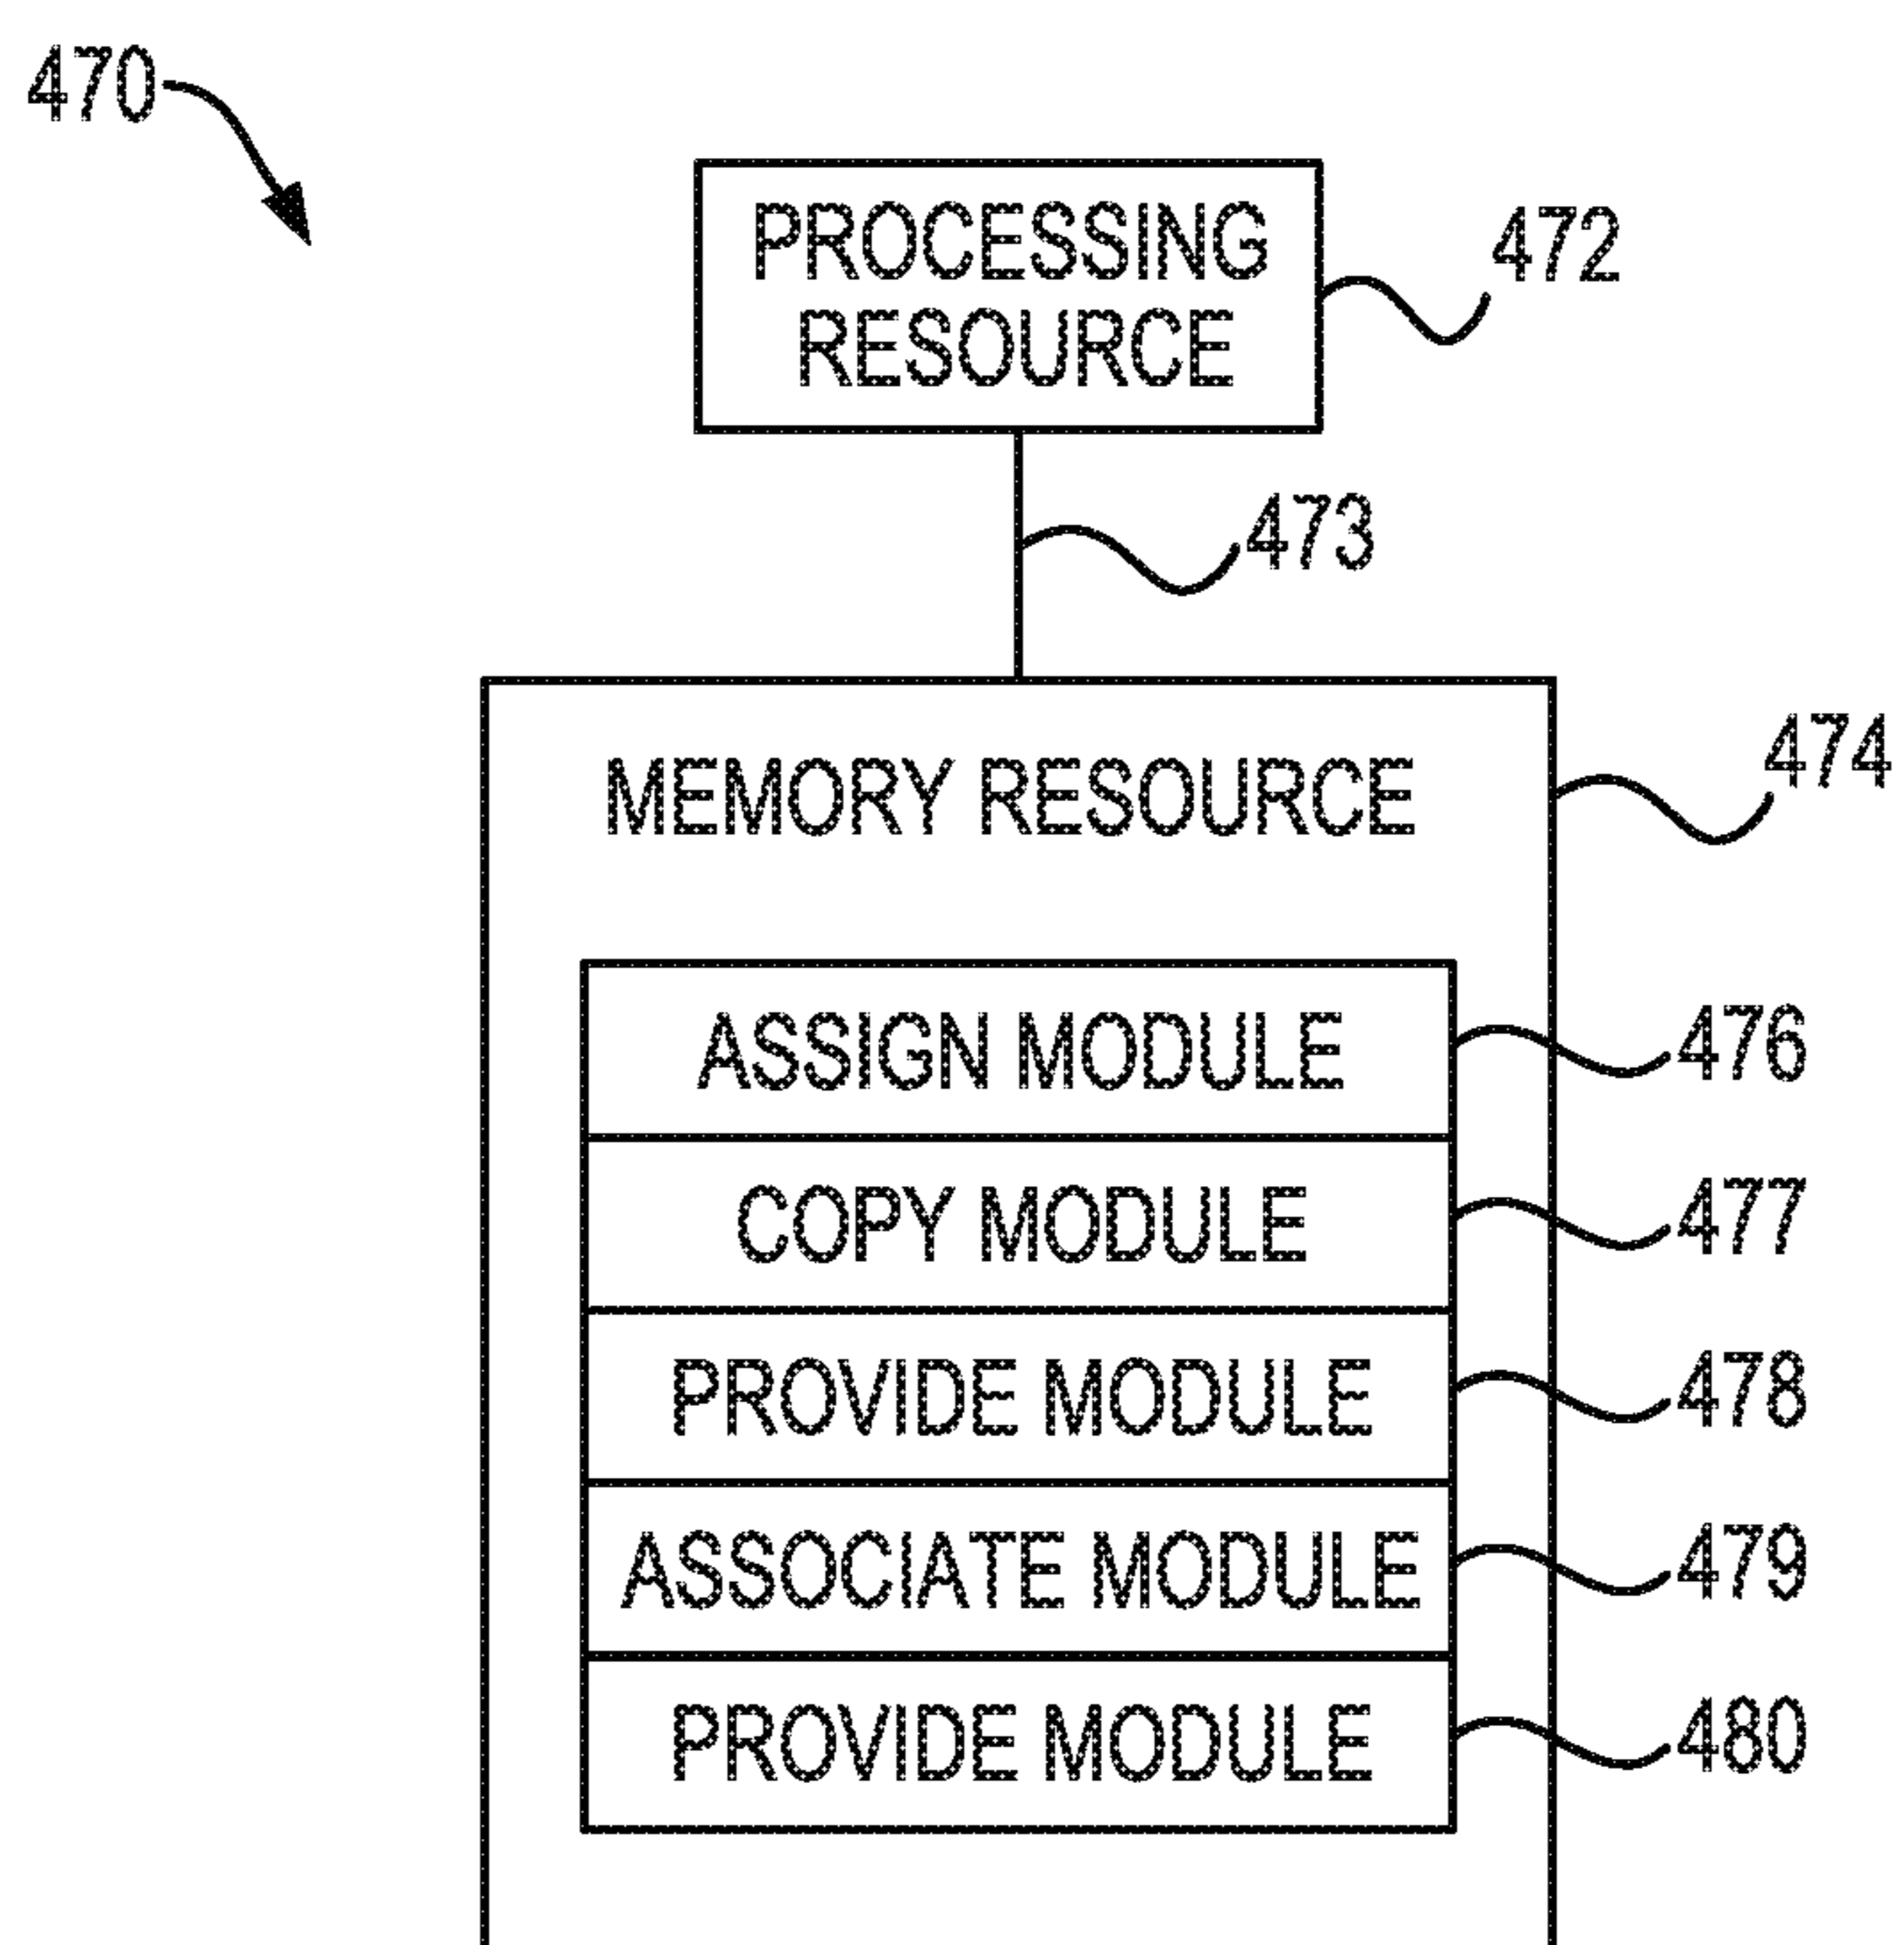 470
PROCESSING
RESOURCE
472
473
MEMORY RESOURCE
474
ASSIGN MODULE
476
COPY MODULE
477
PROVIDE MODULE
478
ASSOCIATE MODULE
479
PROVIDE MODULE
480